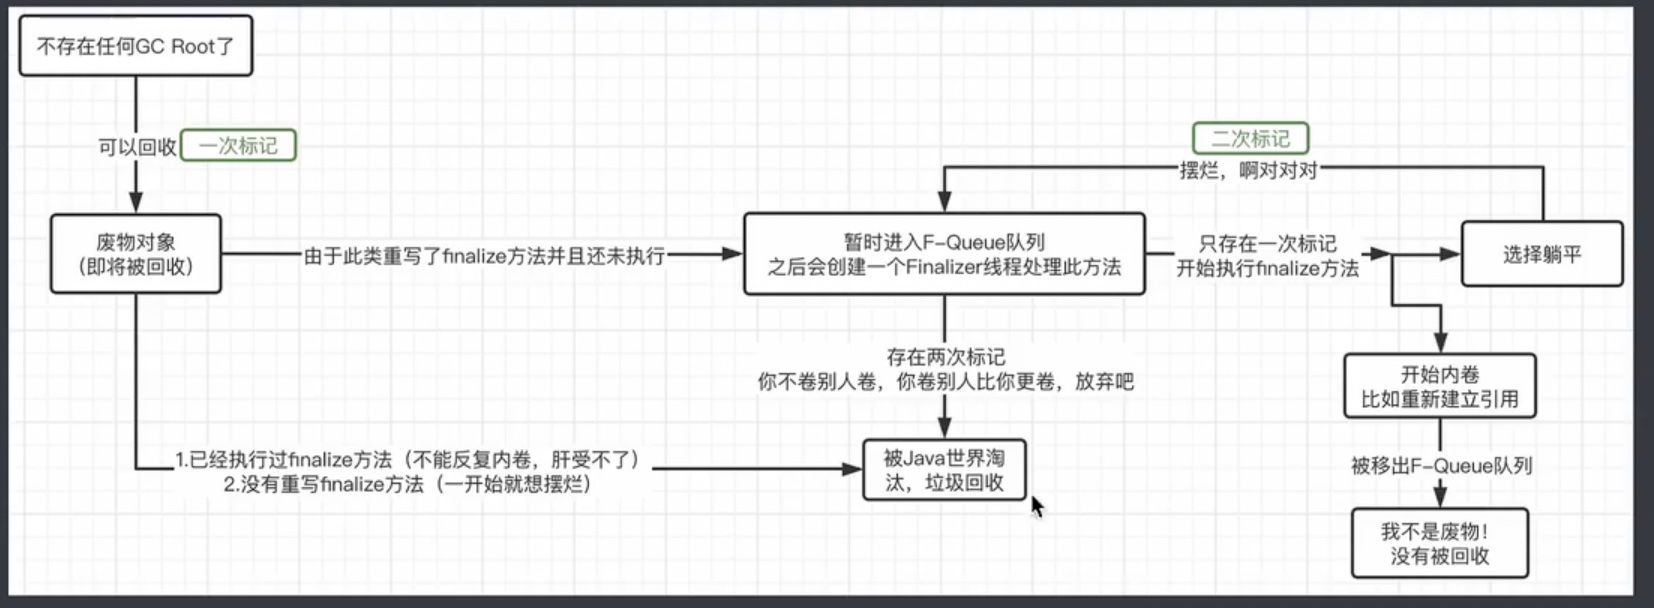 不存在任何GC Root了
可以回收
一次标记
二次标记
摆烂，啊对对对
废物对象
（即将被回收）
由于此类重写了finalize方法并且还未执行
暂时进入F-Queue队列
之后会创建一个Finalizer线程处理此方法
只存在一次标记
开始执行finalize方法
选择躺平
存在两次标记
你不卷别人卷，你卷别人比你更卷，放弃吧
开始内卷
比如重新建立引用
1.已经执行过finalize方法（不能反复内卷，肝受不了）
2.没有重写finalize方法（一开始就想摆烂）
被Java世界淘
汰，垃圾回收
被移出F-Queue队列
我不是废物！
没有被回收